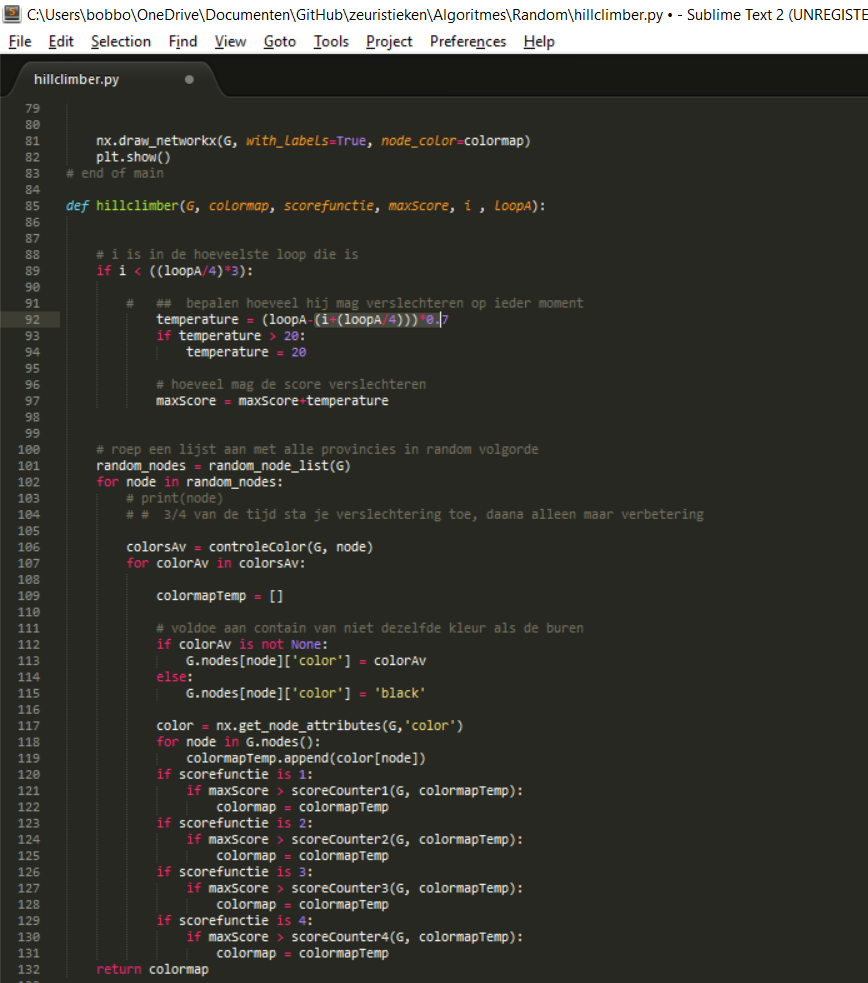 C:\Users\bobbo\OneDrive\Documenten\GitHub\zeuristieken\Algoritmes\Random\hillclimber.py • - Sublime Text 2 (UNREGISTE
File Edit Selection Find View Goto Tools Project Preferences Help
hillclimber.py
79
80
81 nx.draw_networkx(G, with_labels=True, node_color=colormap)
82 plt.show()
83 # end of main
84
85 def hillclimber(G, colormap, scorefunctie, maxScore, i , loopA):
86
87
88 # i is in de hoeveelste loop die is
89 if i < ((loopA/4)*3):
90
91 # ## bepalen hoeveel hij mag verslechteren op ieder moment
92 temperature = (loopA-(i+(loopA/4)))*0.7
93 if temperature > 20:
94 temperature = 20
95
96 # hoeveel mag de score verslechteren
97 maxScore = maxScore+temperature
98
99
100 # roep een lijst aan met alle provincies in random volgorde
101 random_nodes = random_node_list(G)
102 for node in random_nodes:
103 # print(node)
104 # # 3/4 van de tijd sta je verslechtering toe, daana alleen maar verbetering
105
106 colorsAv = controleColor(G, node)
107 for colorAv in colorsAv:
108
109 colormapTemp = []
110
111 # voldoe aan contain van niet dezelfde kleur als de buren
112 if colorAv is not None:
113 G.nodes[node]['color'] = colorAv
114 else:
115 G.nodes[node]['color'] = 'black'
116
117 color = nx.get_node_attributes(G,'color')
118 for node in G.nodes():
119 colormapTemp.append(color[node])
120 if scorefunctie is 1:
121 if maxScore > scoreCounter1(G, colormapTemp):
122 colormap = colormapTemp
123 if scorefunctie is 2:
124 if maxScore > scoreCounter2(G, colormapTemp):
125 colormap = colormapTemp
126 if scorefunctie is 3:
127 if maxScore > scoreCounter3(G, colormapTemp):
128 colormap = colormapTemp
129 if scorefunctie is 4:
130 if maxScore > scoreCounter4(G, colormapTemp):
131 colormap = colormapTemp
132 return colormap